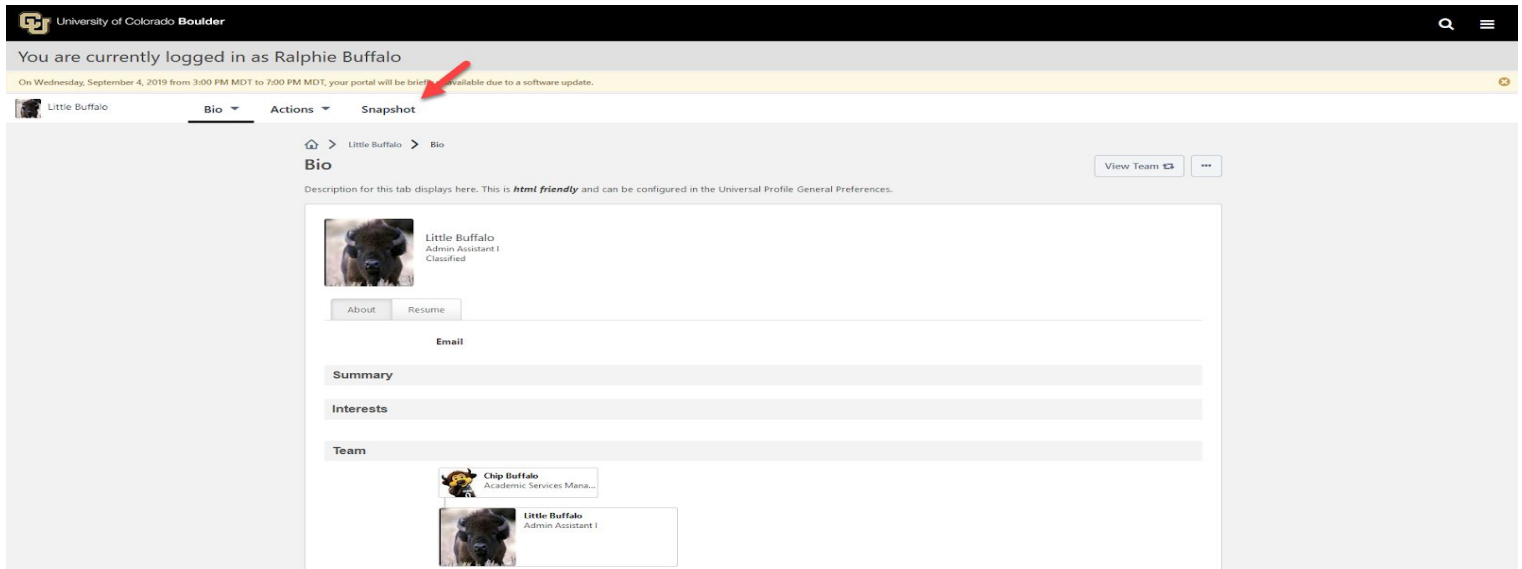 University of Colorado Boulder
You are currently logged in as Ralphie Buffalo
On Wednesday, September 4, 2019 from 3:00 PM MDT to 7:00 PM MDT, your portal will be briefly available due to a software update.
Little Buffalo
Bio Actions Snapshot
Little Buffalo Bio
Bio
View Team
Description for this tab displays here. This is html friendly and can be configured in the Universal Profile General Preferences.
Little Buffalo
Admin Assistant I
Classified
About Resume
Email
Summary
Interests
Team
Chip Buffalo
Academic Services Mana...
Little Buffalo
Admin Assistant I